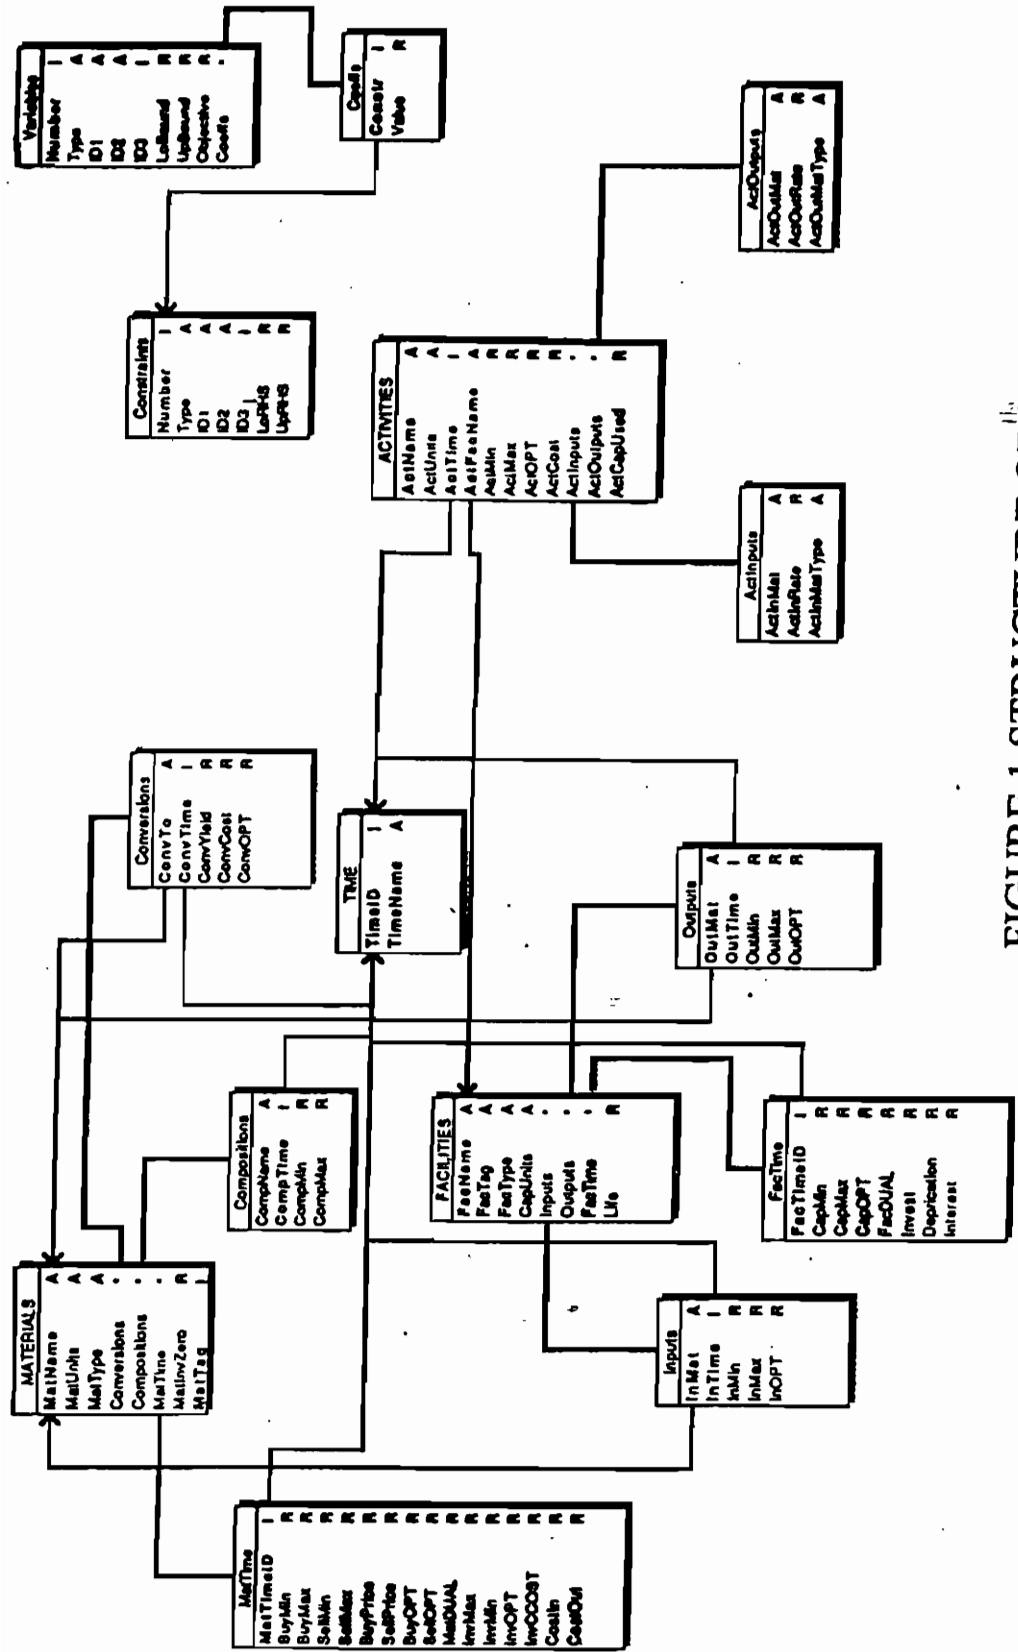 MatTime
MatTimeID I
BuyMin R
BuyMax R
SellMin R
SellMax R
BuyPrice R
SellPrice R
BuyOPT R
SellOPT R
MatDUAL R
InvMax R
InvMin R
InvOPT R
InvCCOST R
CostIn R
CostOut R
MATERIALS
MatName A
MatUnits A
MatType A
Conversions *
Compositions *
MatTime *
MatInvZero R
MatTag I
Compositions
CompName A
CompTime I
CompMin R
CompMax R
Conversions
ConvTo A
ConvTime I
ConvYield R
ConvCost R
ConvOPT R
Constraints
Number I
Type A
ID1 A
ID2 A
ID3 I
LoRHS R
UpRHS R
Variables
Number I
Type A
ID1 A
ID2 A
ID3 I
LoBound R
UpBound R
Objective R
Coeffs *
Coeffs
Constr I
Value R
TIME
TimeID I
TimeName A
FACILITIES
FacName A
FacTag A
FacType A
CapUnits A
Inputs *
Outputs *
FacTime *
Life R
ACTIVITIES
ActName A
ActUnits A
ActTime I
ActFacName A
ActMin R
ActMax R
ActOPT R
ActCost R
ActInputs *
ActOutputs *
ActCapUsed R
Inputs
InMat A
InTime I
InMin R
InMax R
InOPT R
FacTime
FacTimeID I
CapMin R
CapMax R
CapOPT R
FacDUAL R
Invest R
Deprication R
Interest R
Outputs
OutMat A
OutTime I
OutMin R
OutMax R
OutOPT R
ActInputs
ActInMat A
ActInRate R
ActInMatType A
ActOutputs
ActOutMat A
ActOutRate R
ActOutMatType A
FIGURE 1 STRUCTURE OF